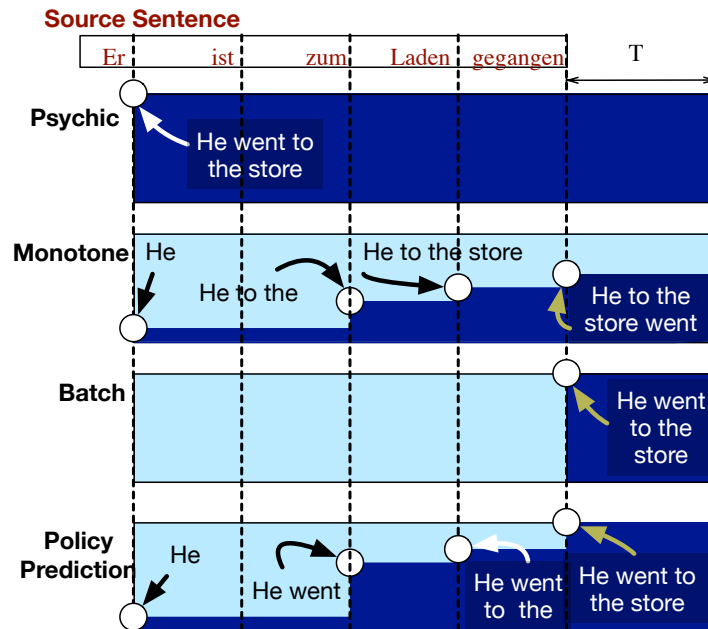 Source Sentence
Er ist zum Laden gegangen T
Psychic
He went to
the store
Monotone
He
He to the
He to the store
He to the
store went
Batch
He went
to the
store
Policy
Prediction
He
He went
He went
to the
He went to
the store